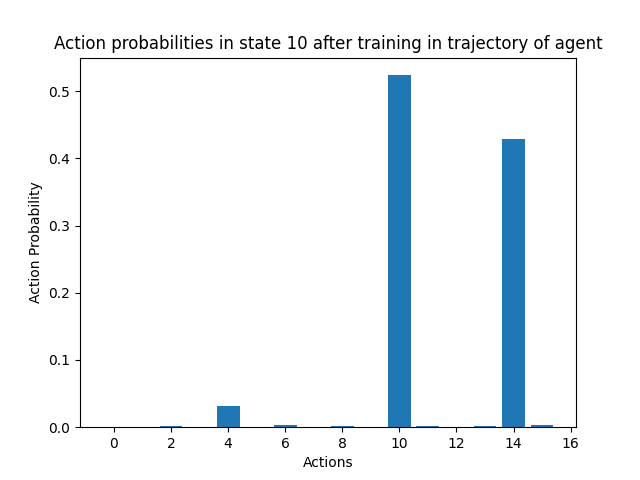 Action probabilities in state 10 after training in trajectory of agent
Action Probability
0.5
0.4
0.3
0.2
0.1
0.0
0 2 4 6 8 10 12 14 16
Actions